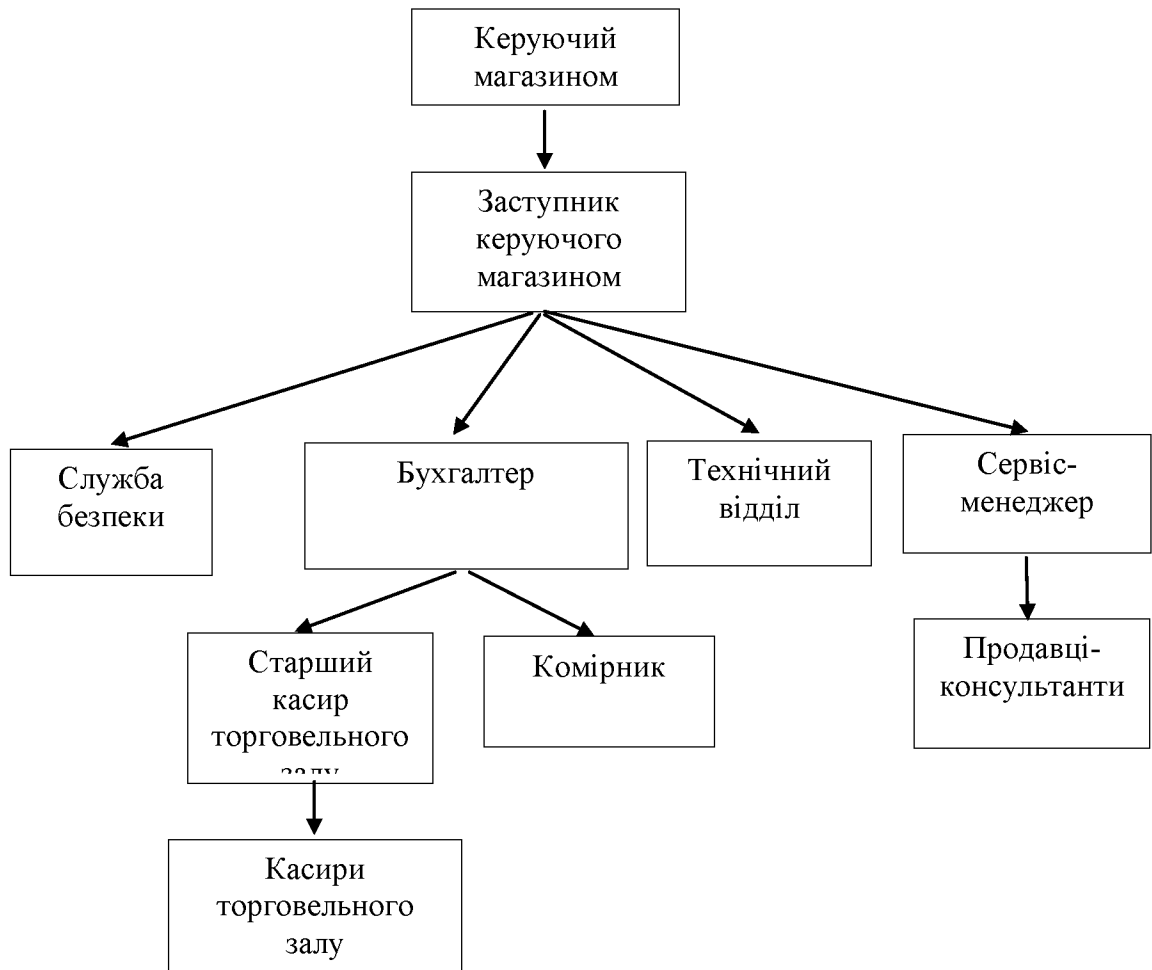 Керуючий
магазином
Заступник
керуючого
магазином
Служба
безпеки
Бухгалтер
Технічний
відділ
Сервіс-
менеджер
Старший
касир
торговельного
залу
Комірник
Продавці-
консультанти
Касири
торговельного
залу